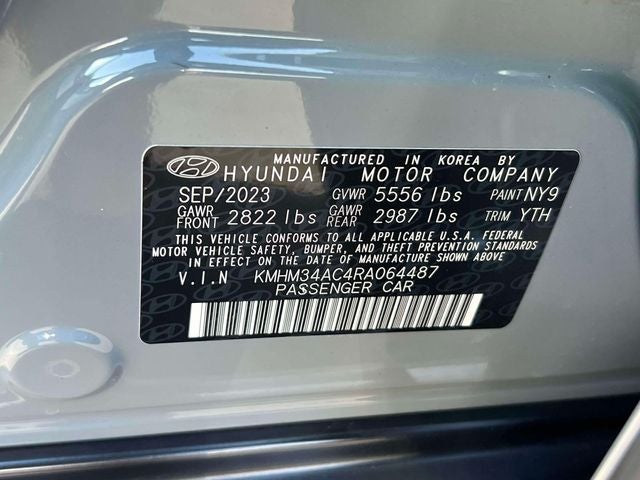 MANUFACTURED IN KOREA BY
HYUNDAI MOTOR COMPANY
SEP/2023 GVWR 5556 lbs PAINT NY9
GAWR FRONT 2822 lbs GAWR REAR 2987 lbs TRIM YTH
THIS VEHICLE CONFORMS TO ALL APPLICABLE U.S.A. FEDERAL
MOTOR VEHICLE SAFETY, BUMPER, AND THEFT PREVENTION STANDARDS
IN EFFECT ON THE DATE OF MANUFACTURE SHOWN ABOVE
V.I.N KMHM34AC4RA064487
PASSENGER CAR